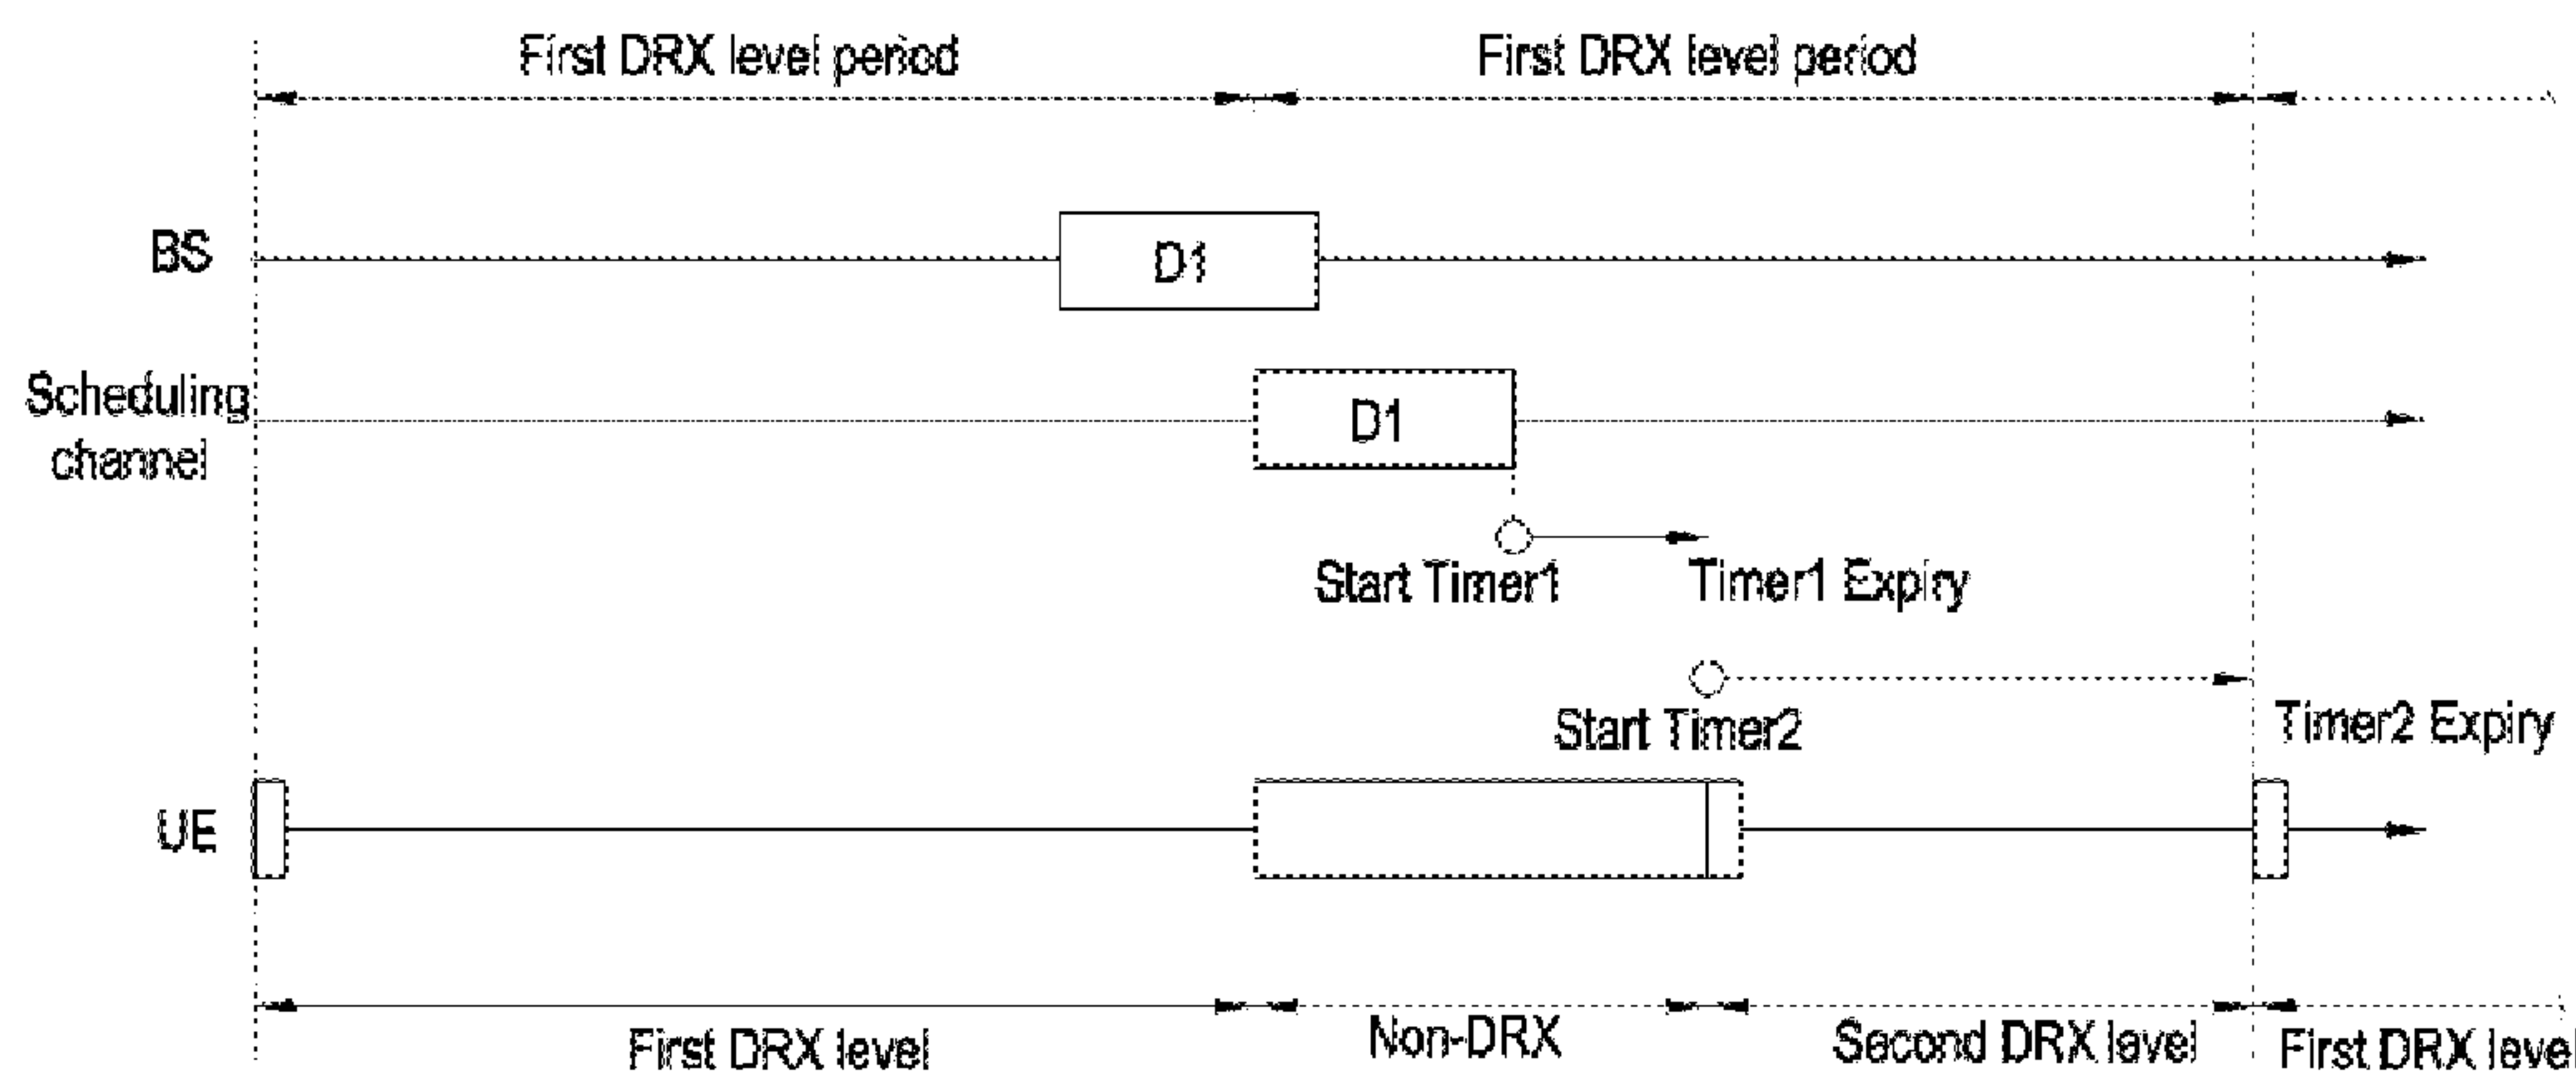 First DRX level period
First DRX level period
BS
D1
Scheduling
channel
D1
Start Timer1
Timer1 Expiry
Start Timer2
Timer2 Expiry
UE
First DRX level
Non-DRX
Second DRX level
First DRX level